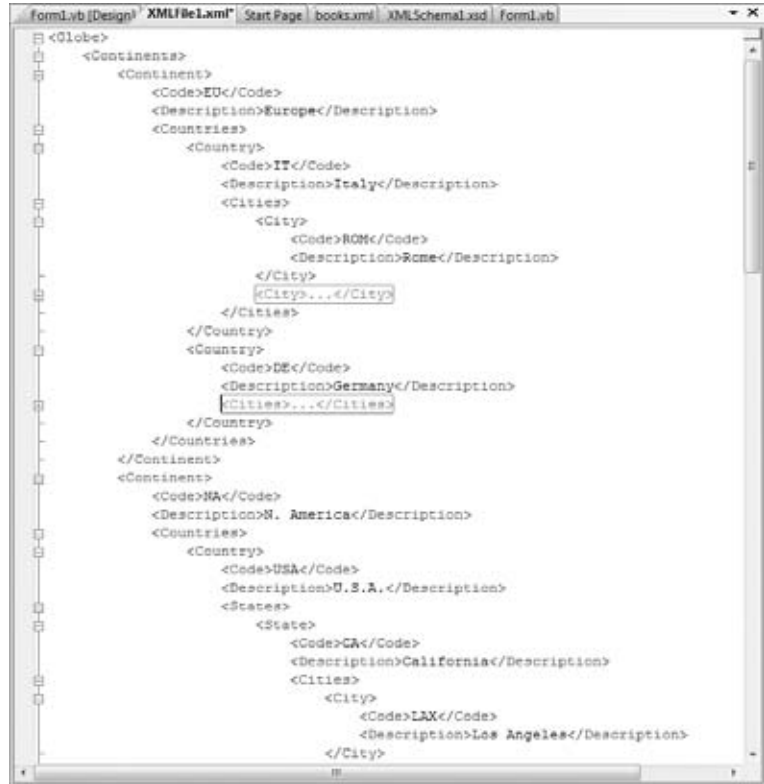 Form1.vb [Design] XMLFile1.xml* Start Page books.xml XMLSchema1.xsd Form1.vb
<Globe>
<Continents>
<Continent>
<Code>EU</Code>
<Description>Europe</Description>
<Countries>
<Country>
<Code>IT</Code>
<Description>Italy</Description>
<Cities>
<City>
<Code>ROM</Code>
<Description>Rome</Description>
</City>
<City>...</City>
</Cities>
</Country>
<Country>
<Code>DE</Code>
<Description>Germany</Description>
<Cities>...</Cities>
</Country>
</Countries>
</Continent>
<Continent>
<Code>NA</Code>
<Description>N. America</Description>
<Countries>
<Country>
<Code>USA</Code>
<Description>U.S.A.</Description>
<States>
<State>
<Code>CA</Code>
<Description>California</Description>
<Cities>
<City>
<Code>LAX</Code>
<Description>Los Angeles</Description>
</City>